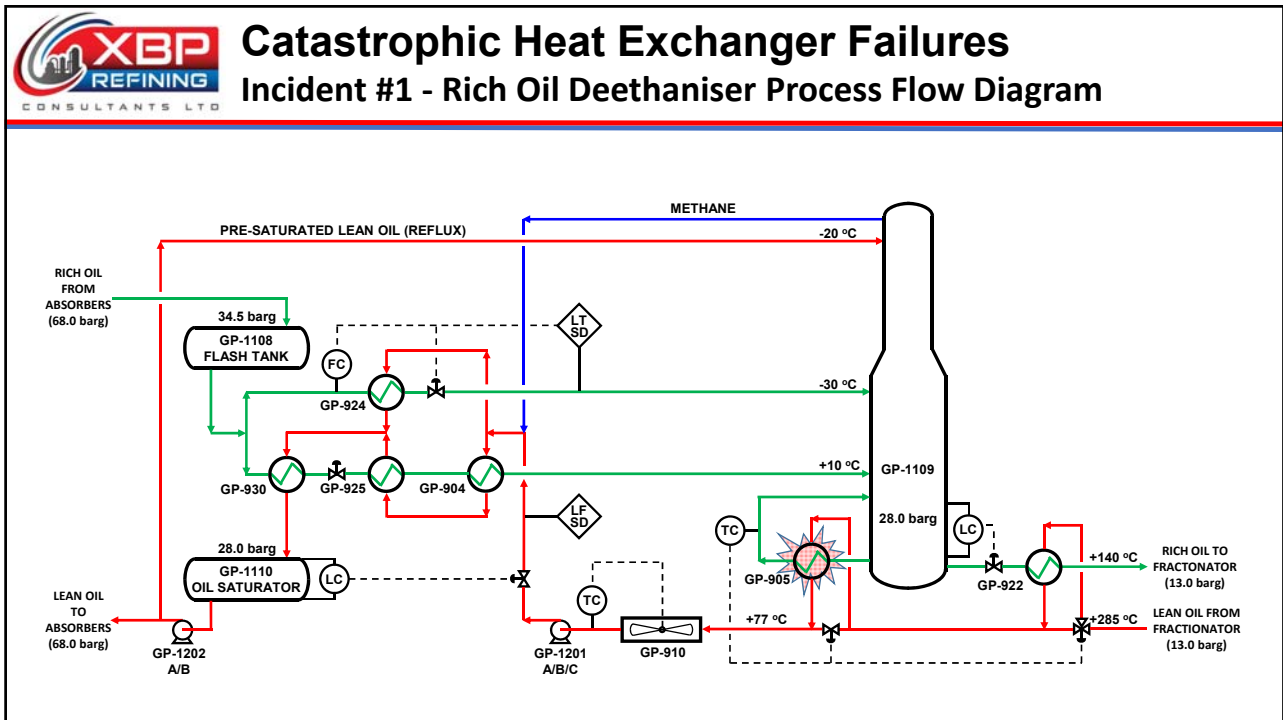 XBP
REFINING
CONSULTANTS LTD
Catastrophic Heat Exchanger Failures
Incident #1 - Rich Oil Deethaniser Process Flow Diagram
METHANE
PRE-SATURATED LEAN OIL (REFLUX)
-20 ºC
RICH OIL
FROM
ABSORBERS
(68.0 barg)
34.5 barg
GP-1108
FLASH TANK
LT
SD
FC
GP-924
-30 ºC
GP-930
GP-925
GP-904
+10 ºC
GP-1109
28.0 barg
LC
LF
SD
TC
GP-905
GP-922
+140 ºC
RICH OIL TO
FRACTONATOR
(13.0 barg)
28.0 barg
GP-1110
OIL SATURATOR
LC
LEAN OIL
TO
ABSORBERS
(68.0 barg)
GP-1202
A/B
TC
GP-1201
A/B/C
GP-910
+77 ºC
+285 ºC
LEAN OIL FROM
FRACTIONATOR
(13.0 barg)